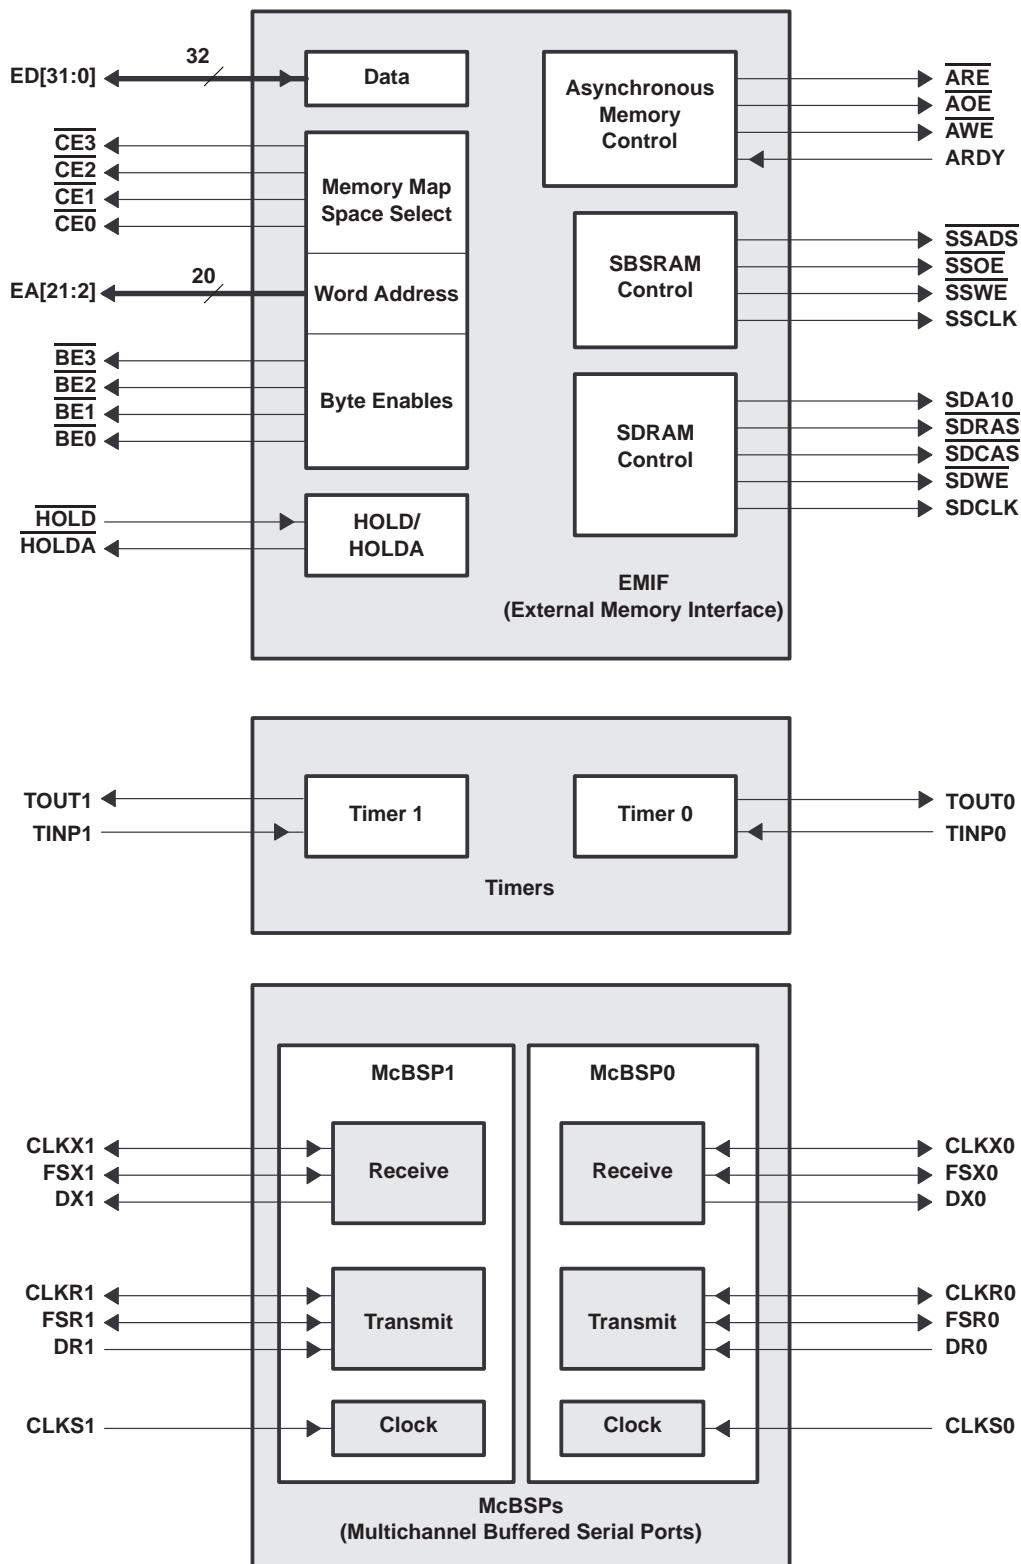 32
ED[31:0]
Data
CE3
CE2
CE1
CE0
Memory Map
Space Select
20
EA[21:2]
Word Address
BE3
BE2
BE1
BE0
Byte Enables
HOLD
HOLDA
HOLD/
HOLDA
Asynchronous
Memory
Control
ARE
AOE
AWE
ARDY
SBSRAM
Control
SSADS
SSOE
SSWE
SSCLK
SDRAM
Control
SDA10
SDRAS
SDCAS
SDWE
SDCLK
EMIF
(External Memory Interface)
TOUT1
TINP1
Timer 1
Timer 0
TOUT0
TINP0
Timers
McBSP1
McBSP0
CLKX1
FSX1
DX1
Receive
Receive
CLKX0
FSX0
DX0
CLKR1
FSR1
DR1
Transmit
Transmit
CLKR0
FSR0
DR0
CLKS1
Clock
Clock
CLKS0
McBSPs
(Multichannel Buffered Serial Ports)